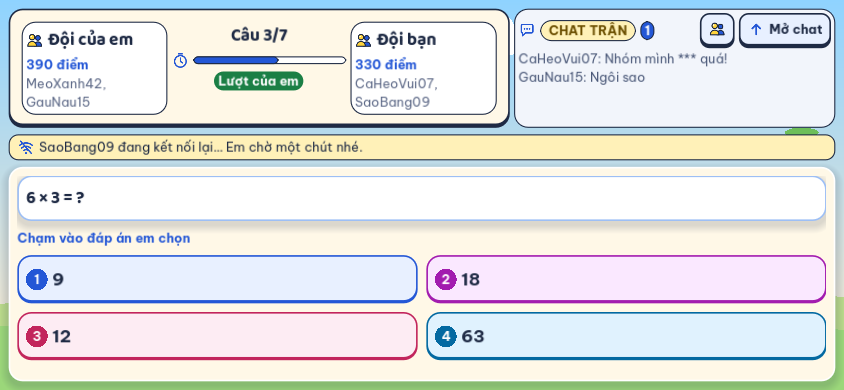 Đội của em
390 điểm
MeoXanh42,
GauNau15
Câu 3/7
Lượt của em
Đội bạn
330 điểm
CaHeoVui07,
SaoBang09
CHAT TRẬN 1
Mở chat
CaHeoVui07: Nhóm mình *** quá!
GauNau15: Ngôi sao
SaoBang09 đang kết nối lại... Em chờ một chút nhé.
6 × 3 = ?
Chạm vào đáp án em chọn
1 9
2 18
3 12
4 63